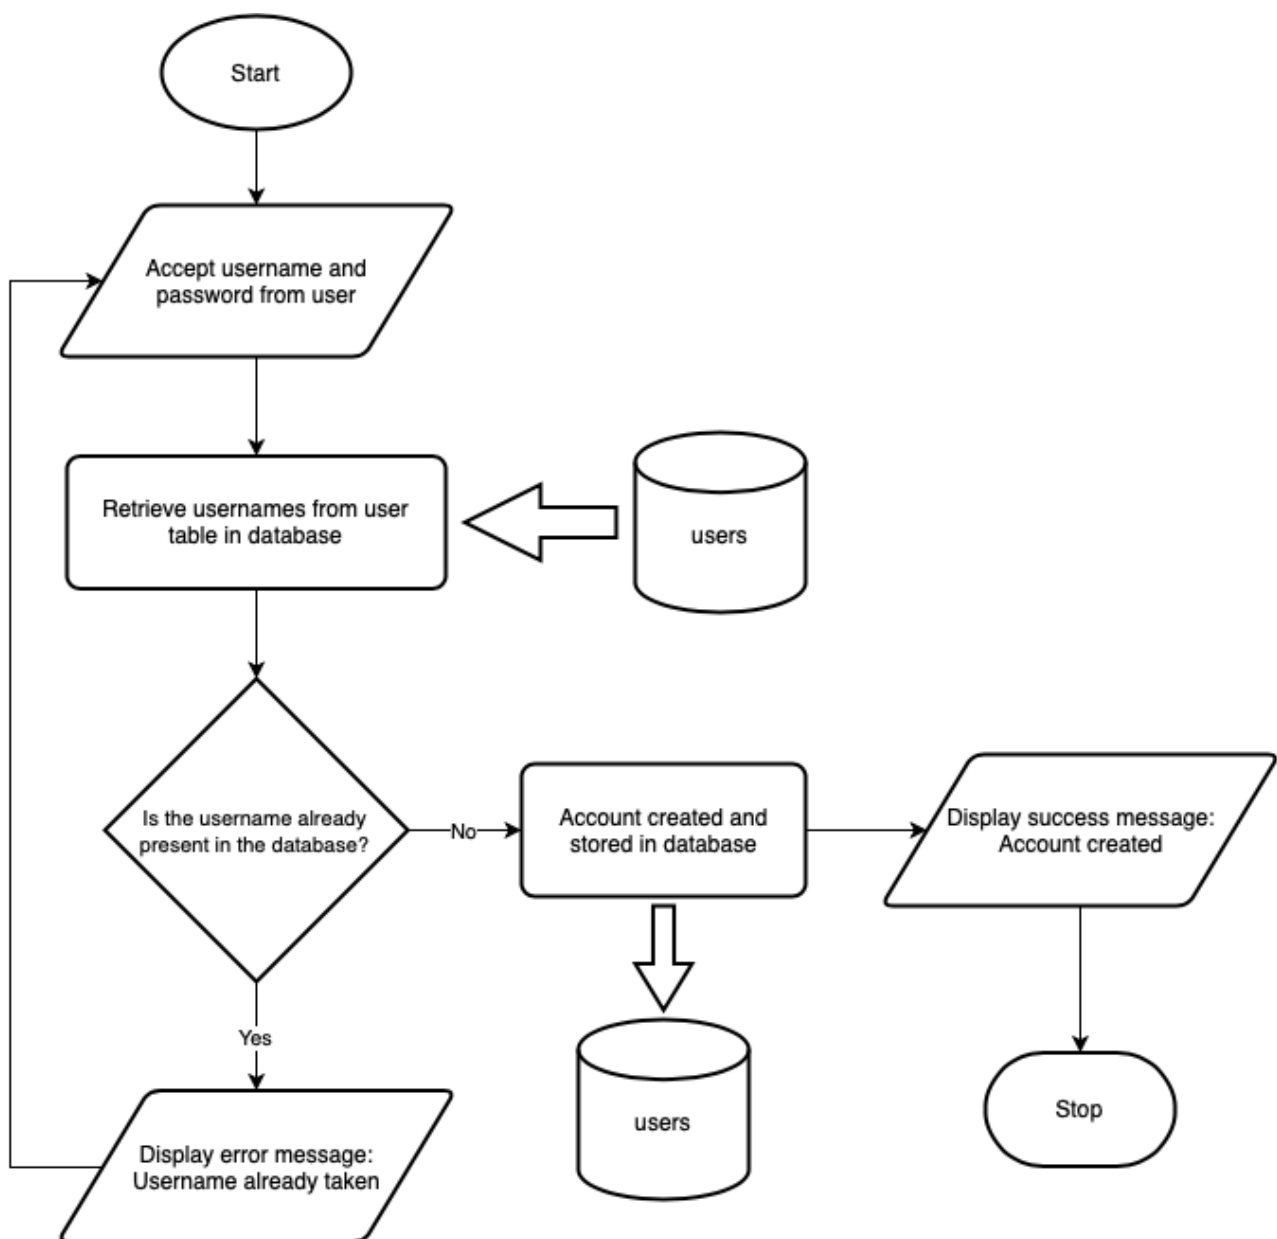 Start
Accept username and
password from user
Retrieve usernames from user
table in database
users
Is the username already
present in the database?
No
Account created and
stored in database
Display success message:
Account created
Yes
users
Stop
Display error message:
Username already taken